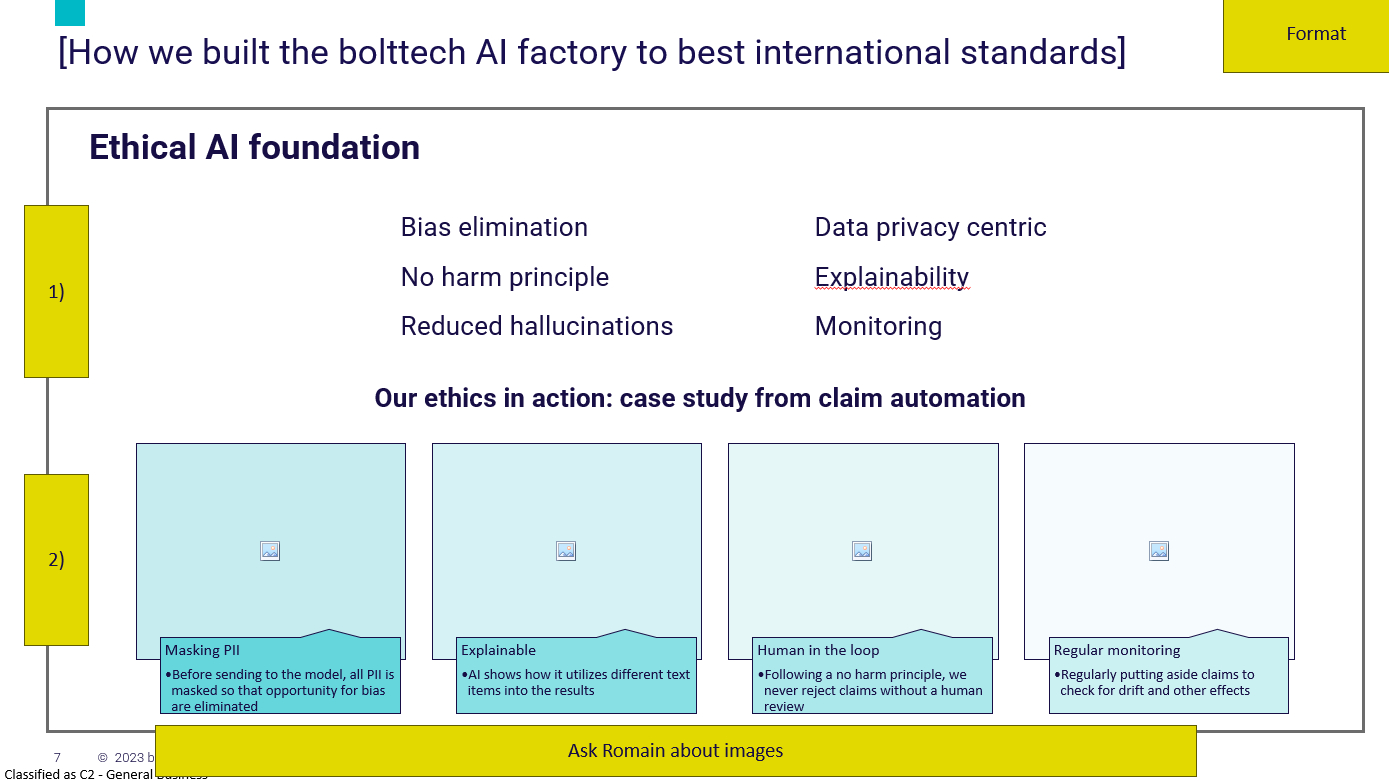 [How we built the bolttech AI factory to best international standards]
Format
Ethical AI foundation
1)
Bias elimination
No harm principle
Reduced hallucinations
Data privacy centric
Explainability
Monitoring
Our ethics in action: case study from claim automation
2)
Masking PII
•Before sending to the model, all PII is
masked so that opportunity for bias
are eliminated
Explainable
•AI shows how it utilizes different text
items into the results
Human in the loop
•Following a no harm principle, we
never reject claims without a human
review
Regular monitoring
•Regularly putting aside claims to
check for drift and other effects
Ask Romain about images
7
© 2023 b
Classified as C2 - General Business